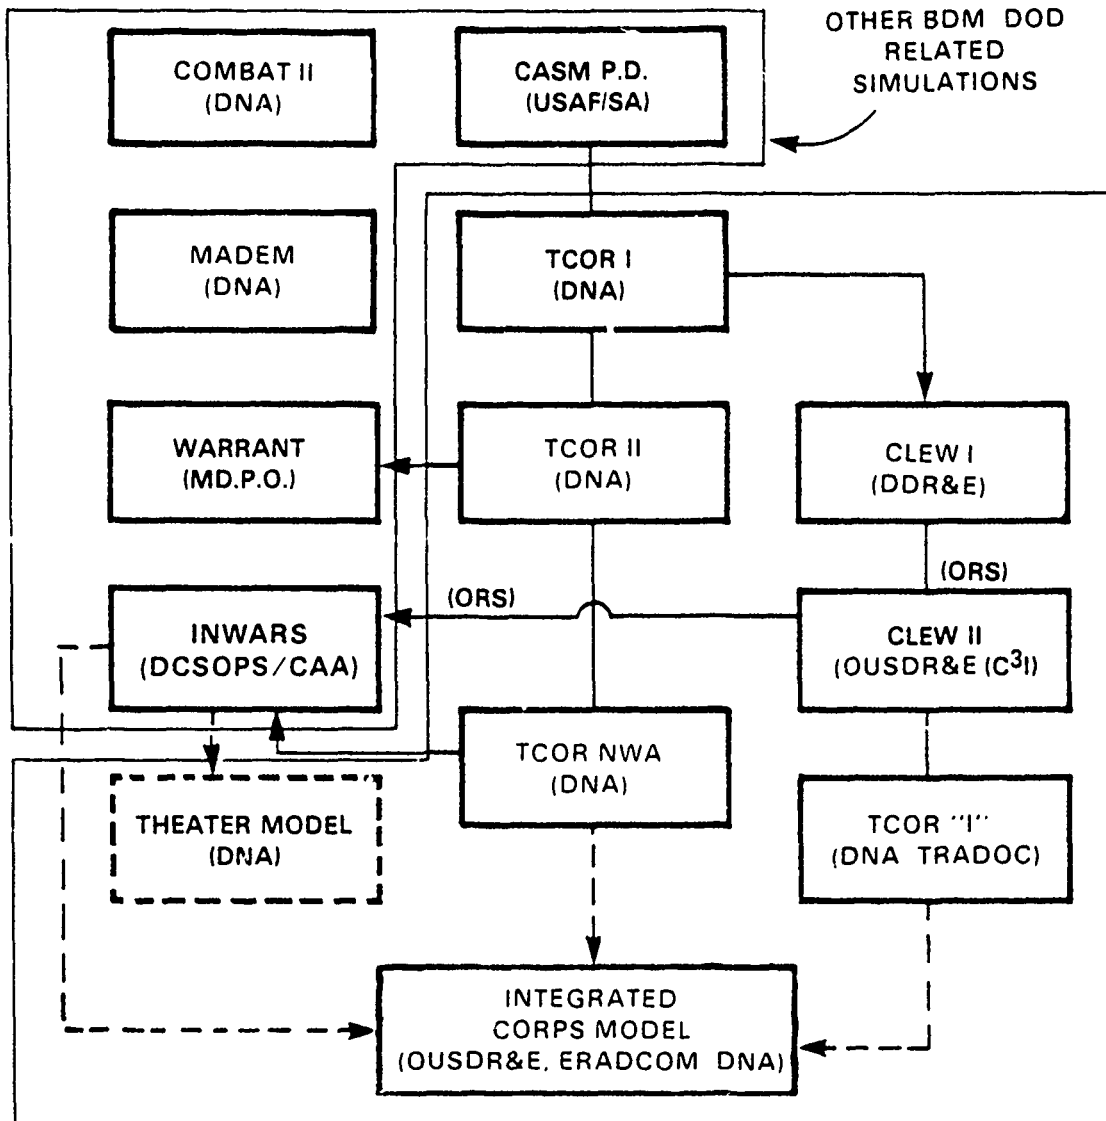 OTHER BDM DOD
RELATED
SIMULATIONS
COMBAT II
(DNA)
CASM P.D.
(USAF/SA)
MADEM
(DNA)
TCOR I
(DNA)
WARRANT
(MD.P.O.)
TCOR II
(DNA)
CLEW I
(DDR&E)
(ORS)
(ORS)
INWARS
(DCSOPS/CAA)
CLEW II
(OUSDR&E (C³I)
TCOR NWA
(DNA)
THEATER MODEL
(DNA)
TCOR "I"
(DNA TRADOC)
INTEGRATED
CORPS MODEL
(OUSDR&E, ERADCOM DNA)